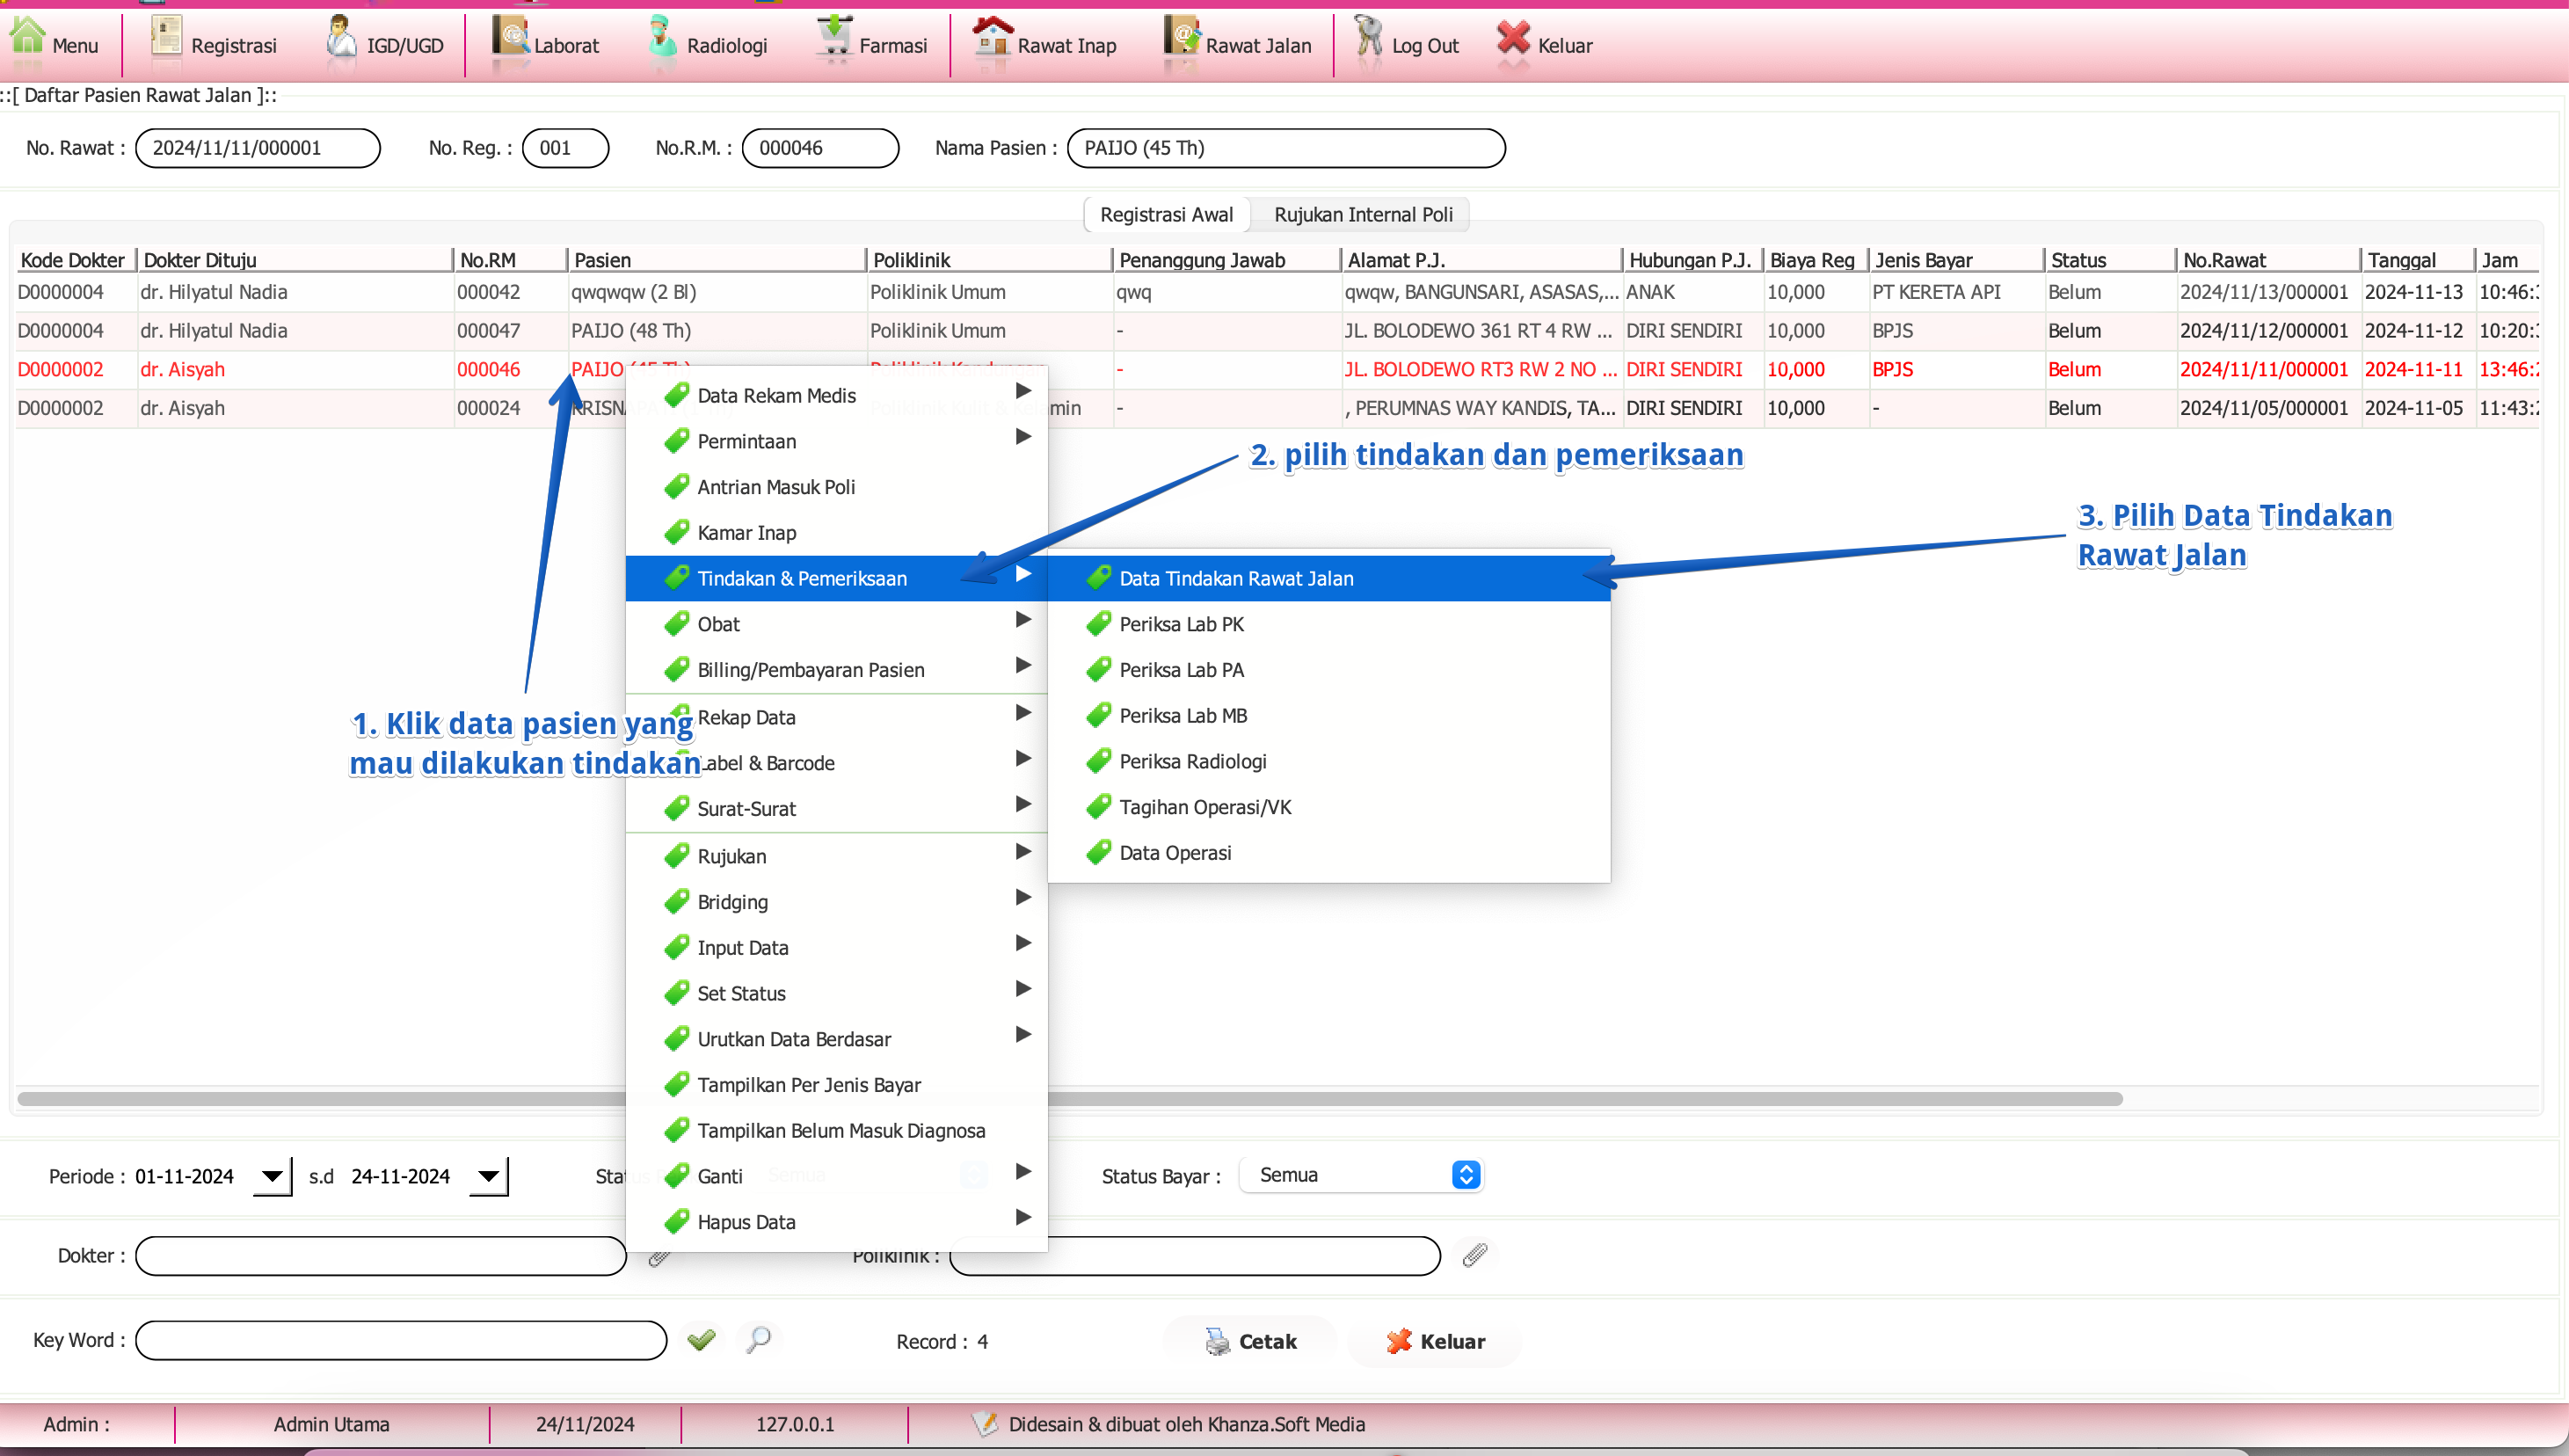 Menu Registrasi IGD/UGD Laborat Radiologi Farmasi Rawat Inap Rawat Jalan Log Out Keluar
::[ Daftar Pasien Rawat Jalan ]::
No. Rawat : 2024/11/11/000001 No. Reg. : 001 No.R.M. : 000046 Nama Pasien : PAIJO (45 Th)
Registrasi Awal Rujukan Internal Poli
Kode Dokter Dokter Dituju No.RM Pasien Poliklinik Penanggung Jawab Alamat P.J. Hubungan P.J. Biaya Reg Jenis Bayar Status No.Rawat Tanggal Jam
D0000004 dr. Hilyatul Nadia 000042 qwqwqw (2 Bl) Poliklinik Umum qwq qwqw, BANGUNSARI, ASASAS,... ANAK 10,000 PT KERETA API Belum 2024/11/13/000001 2024-11-13 10:46:
D0000004 dr. Hilyatul Nadia 000047 PAIJO (48 Th) Poliklinik Umum - JL. BOLODEWO 361 RT 4 RW ... DIRI SENDIRI 10,000 BPJS Belum 2024/11/12/000001 2024-11-12 10:20:
D0000002 dr. Aisyah 000046 PAIJO (45 Th) Poliklinik Kandungan - JL. BOLODEWO RT3 RW 2 NO ... DIRI SENDIRI 10,000 BPJS Belum 2024/11/11/000001 2024-11-11 13:46:
D0000002 dr. Aisyah 000024 Poliklinik Kulit & Kelamin - , PERUMNAS WAY KANDIS, TA... DIRI SENDIRI 10,000 - Belum 2024/11/05/000001 2024-11-05 11:43:
Data Rekam Medis
Permintaan
Antrian Masuk Poli
Kamar Inap
Tindakan & Pemeriksaan
Obat
Billing/Pembayaran Pasien
Rekap Data
Label & Barcode
Surat-Surat
Rujukan
Bridging
Input Data
Set Status
Urutkan Data Berdasar
Tampilkan Per Jenis Bayar
Tampilkan Belum Masuk Diagnosa
Ganti
Hapus Data
Data Tindakan Rawat Jalan
Periksa Lab PK
Periksa Lab PA
Periksa Lab MB
Periksa Radiologi
Tagihan Operasi/VK
Data Operasi
1. Klik data pasien yang
mau dilakukan tindakan
2. pilih tindakan dan pemeriksaan
3. Pilih Data Tindakan
Rawat Jalan
Periode : 01-11-2024 s.d 24-11-2024 Semua Status Bayar : Semua
Dokter : Poliklinik :
Key Word : Record : 4 Cetak Keluar
Admin : Admin Utama 24/11/2024 127.0.0.1 Didesain & dibuat oleh Khanza.Soft Media